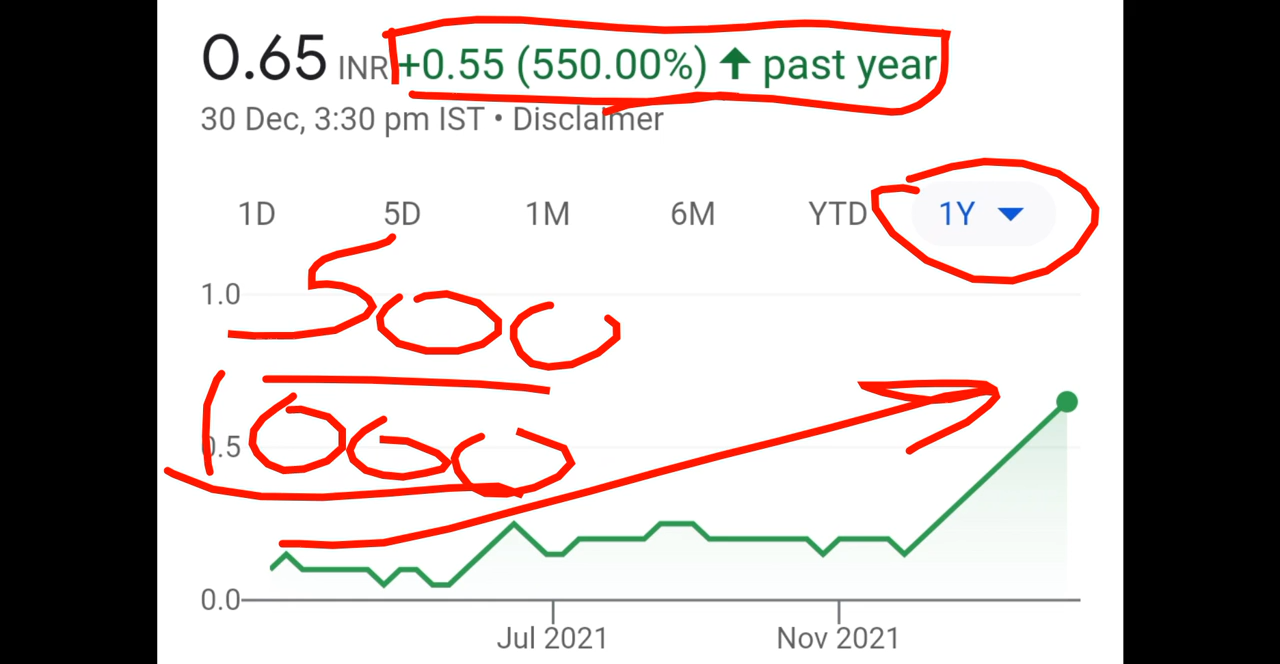 0.65 INR +0.55 (550.00%) ↑ past year
30 Dec, 3:30 pm IST • Disclaimer
1D 5D 1M 6M YTD 1Y
1.0
500
1000
0.5
0.0
Jul 2021 Nov 2021